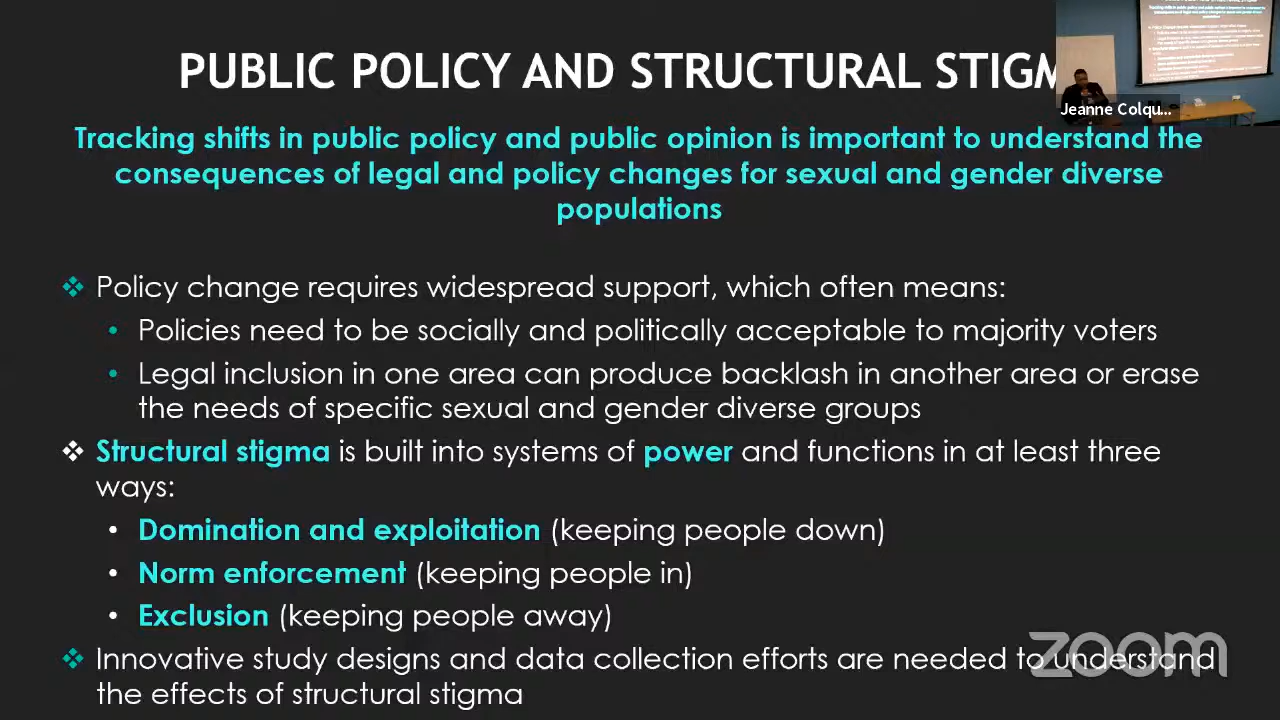 PUBLIC POLICY AND STRUCTURAL STIGM
Jeanne Colqu...
Tracking shifts in public policy and public opinion is important to understand the
consequences of legal and policy changes for sexual and gender diverse
populations
❖ Policy change requires widespread support, which often means:
• Policies need to be socially and politically acceptable to majority voters
• Legal inclusion in one area can produce backlash in another area or erase
the needs of specific sexual and gender diverse groups
❖ Structural stigma is built into systems of power and functions in at least three
ways:
• Domination and exploitation (keeping people down)
• Norm enforcement (keeping people in)
• Exclusion (keeping people away)
❖ Innovative study designs and data collection efforts are needed to understand
the effects of structural stigma
zoom